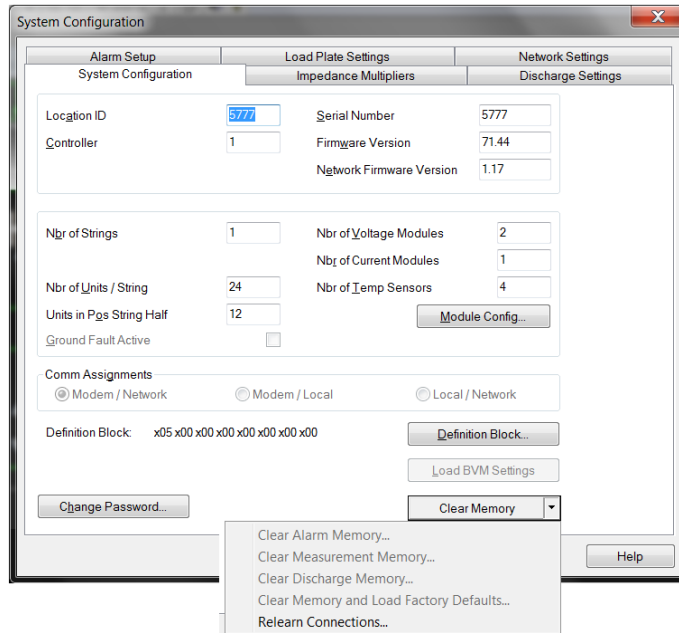 System Configuration
Alarm Setup Load Plate Settings Network Settings
System Configuration Impedance Multipliers Discharge Settings
Location ID 5777 Serial Number 5777
Controller 1 Firmware Version 71.44
Network Firmware Version 1.17
Nbr of Strings 1 Nbr of Voltage Modules 2
Nbr of Current Modules 1
Nbr of Units / String 24 Nbr of Temp Sensors 4
Units in Pos String Half 12 Module Config...
Ground Fault Active
Comm Assignments
Modem / Network Modem / Local Local / Network
Definition Block: x05 x00 x00 x00 x00 x00 x00 x00 Definition Block...
Load BVM Settings
Change Password... Clear Memory
Clear Alarm Memory...
Clear Measurement Memory...
Help
Clear Discharge Memory...
Clear Memory and Load Factory Defaults...
Relearn Connections...